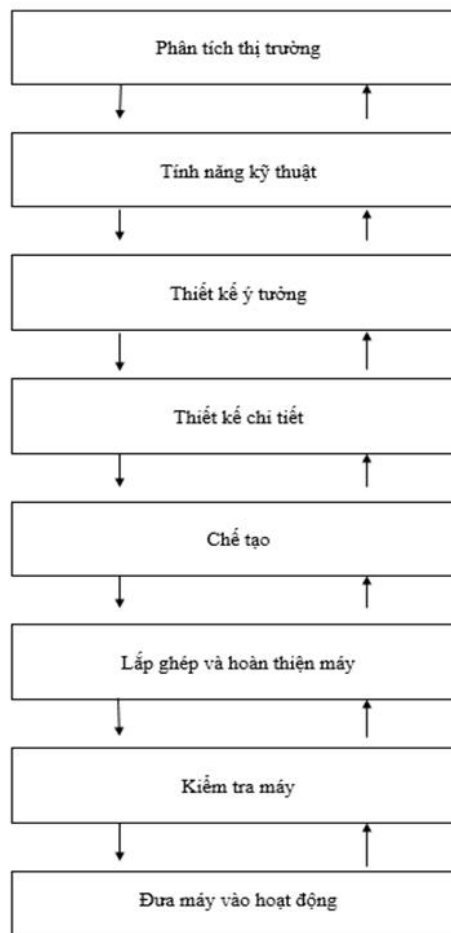 Phân tích thị trường
Tính năng kỹ thuật
Thiết kế ý tưởng
Thiết kế chi tiết
Chế tạo
Lắp ghép và hoàn thiện máy
Kiểm tra máy
Đưa máy vào hoạt động